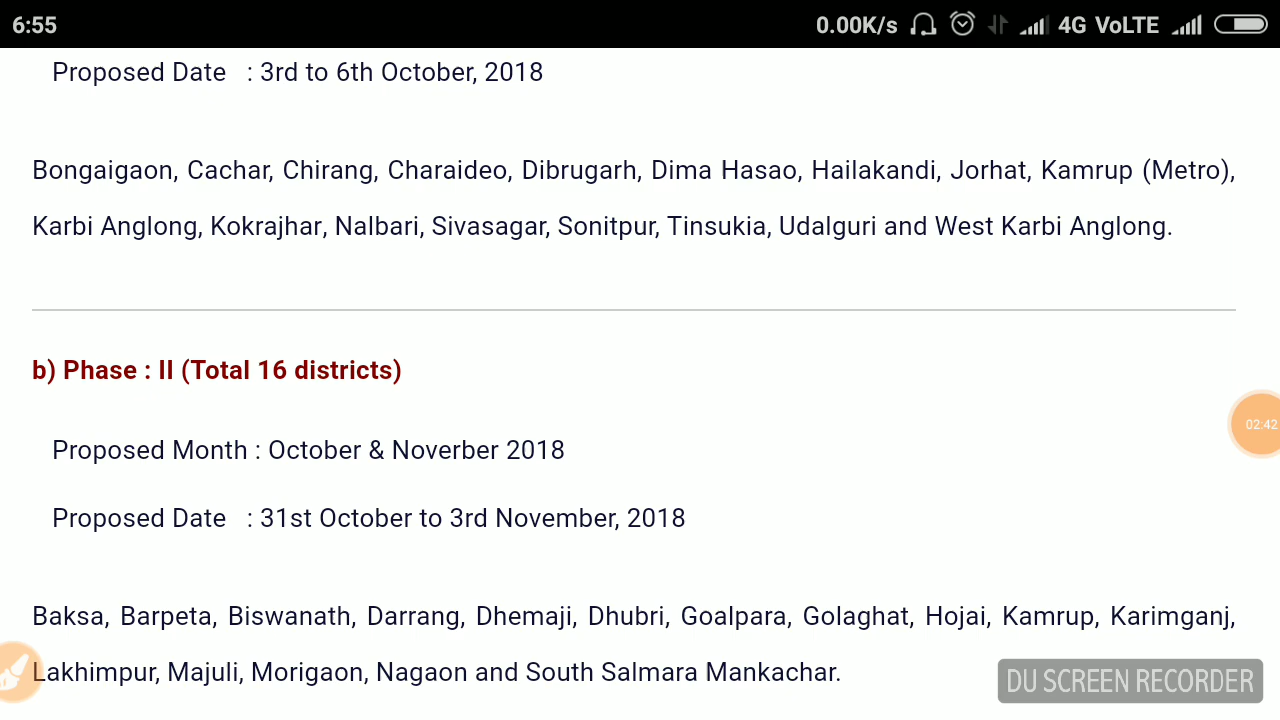 6:55 0.00K/s 4G VoLTE
Proposed Date : 3rd to 6th October, 2018
Bongaigaon, Cachar, Chirang, Charaideo, Dibrugarh, Dima Hasao, Hailakandi, Jorhat, Kamrup (Metro),
Karbi Anglong, Kokrajhar, Nalbari, Sivasagar, Sonitpur, Tinsukia, Udalguri and West Karbi Anglong.
b) Phase : II (Total 16 districts)
Proposed Month : October & Noverber 2018
02:42
Proposed Date : 31st October to 3rd November, 2018
Baksa, Barpeta, Biswanath, Darrang, Dhemaji, Dhubri, Goalpara, Golaghat, Hojai, Kamrup, Karimganj,
Lakhimpur, Majuli, Morigaon, Nagaon and South Salmara Mankachar.
DU SCREEN RECORDER